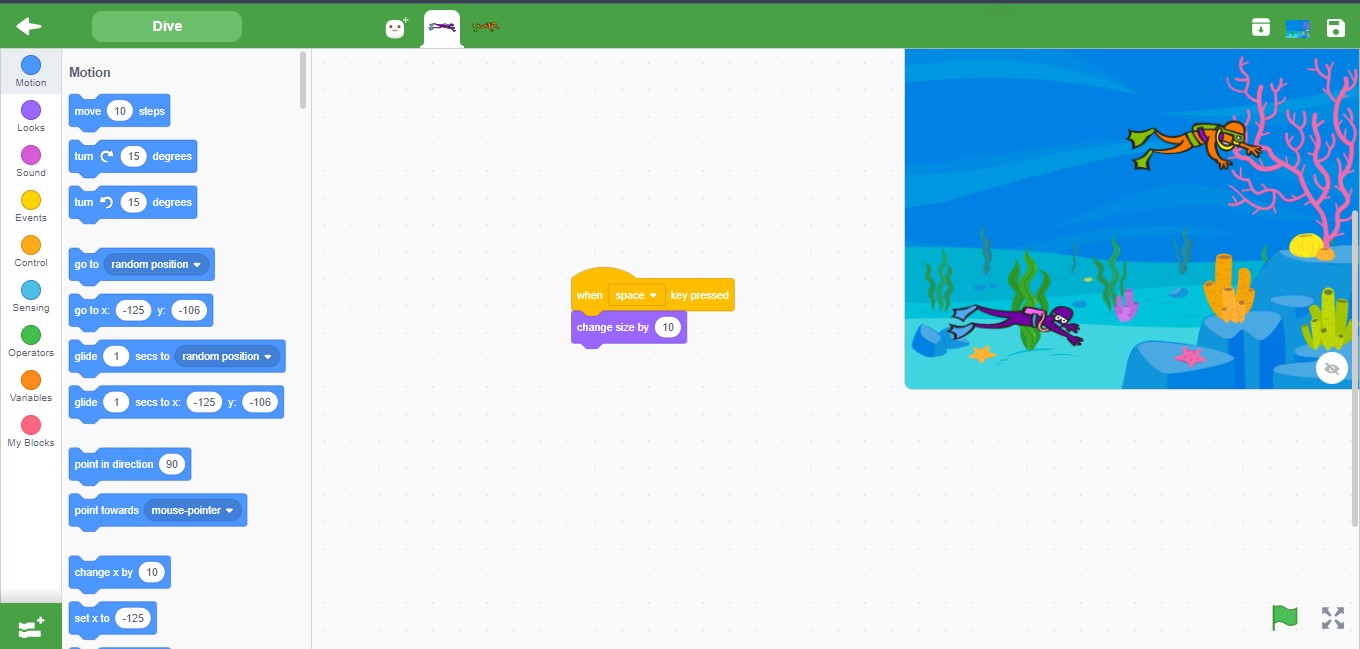 Dive
Motion
Looks
Sound
Events
Control
Sensing
Operators
Variables
My Blocks
Motion
move 10 steps
turn 15 degrees
turn 15 degrees
go to random position
go to x: -125 y: -106
glide 1 secs to random position
glide 1 secs to x: -125 y: -106
point in direction 90
point towards mouse-pointer
change x by 10
set x to -125
when space key pressed
change size by 10